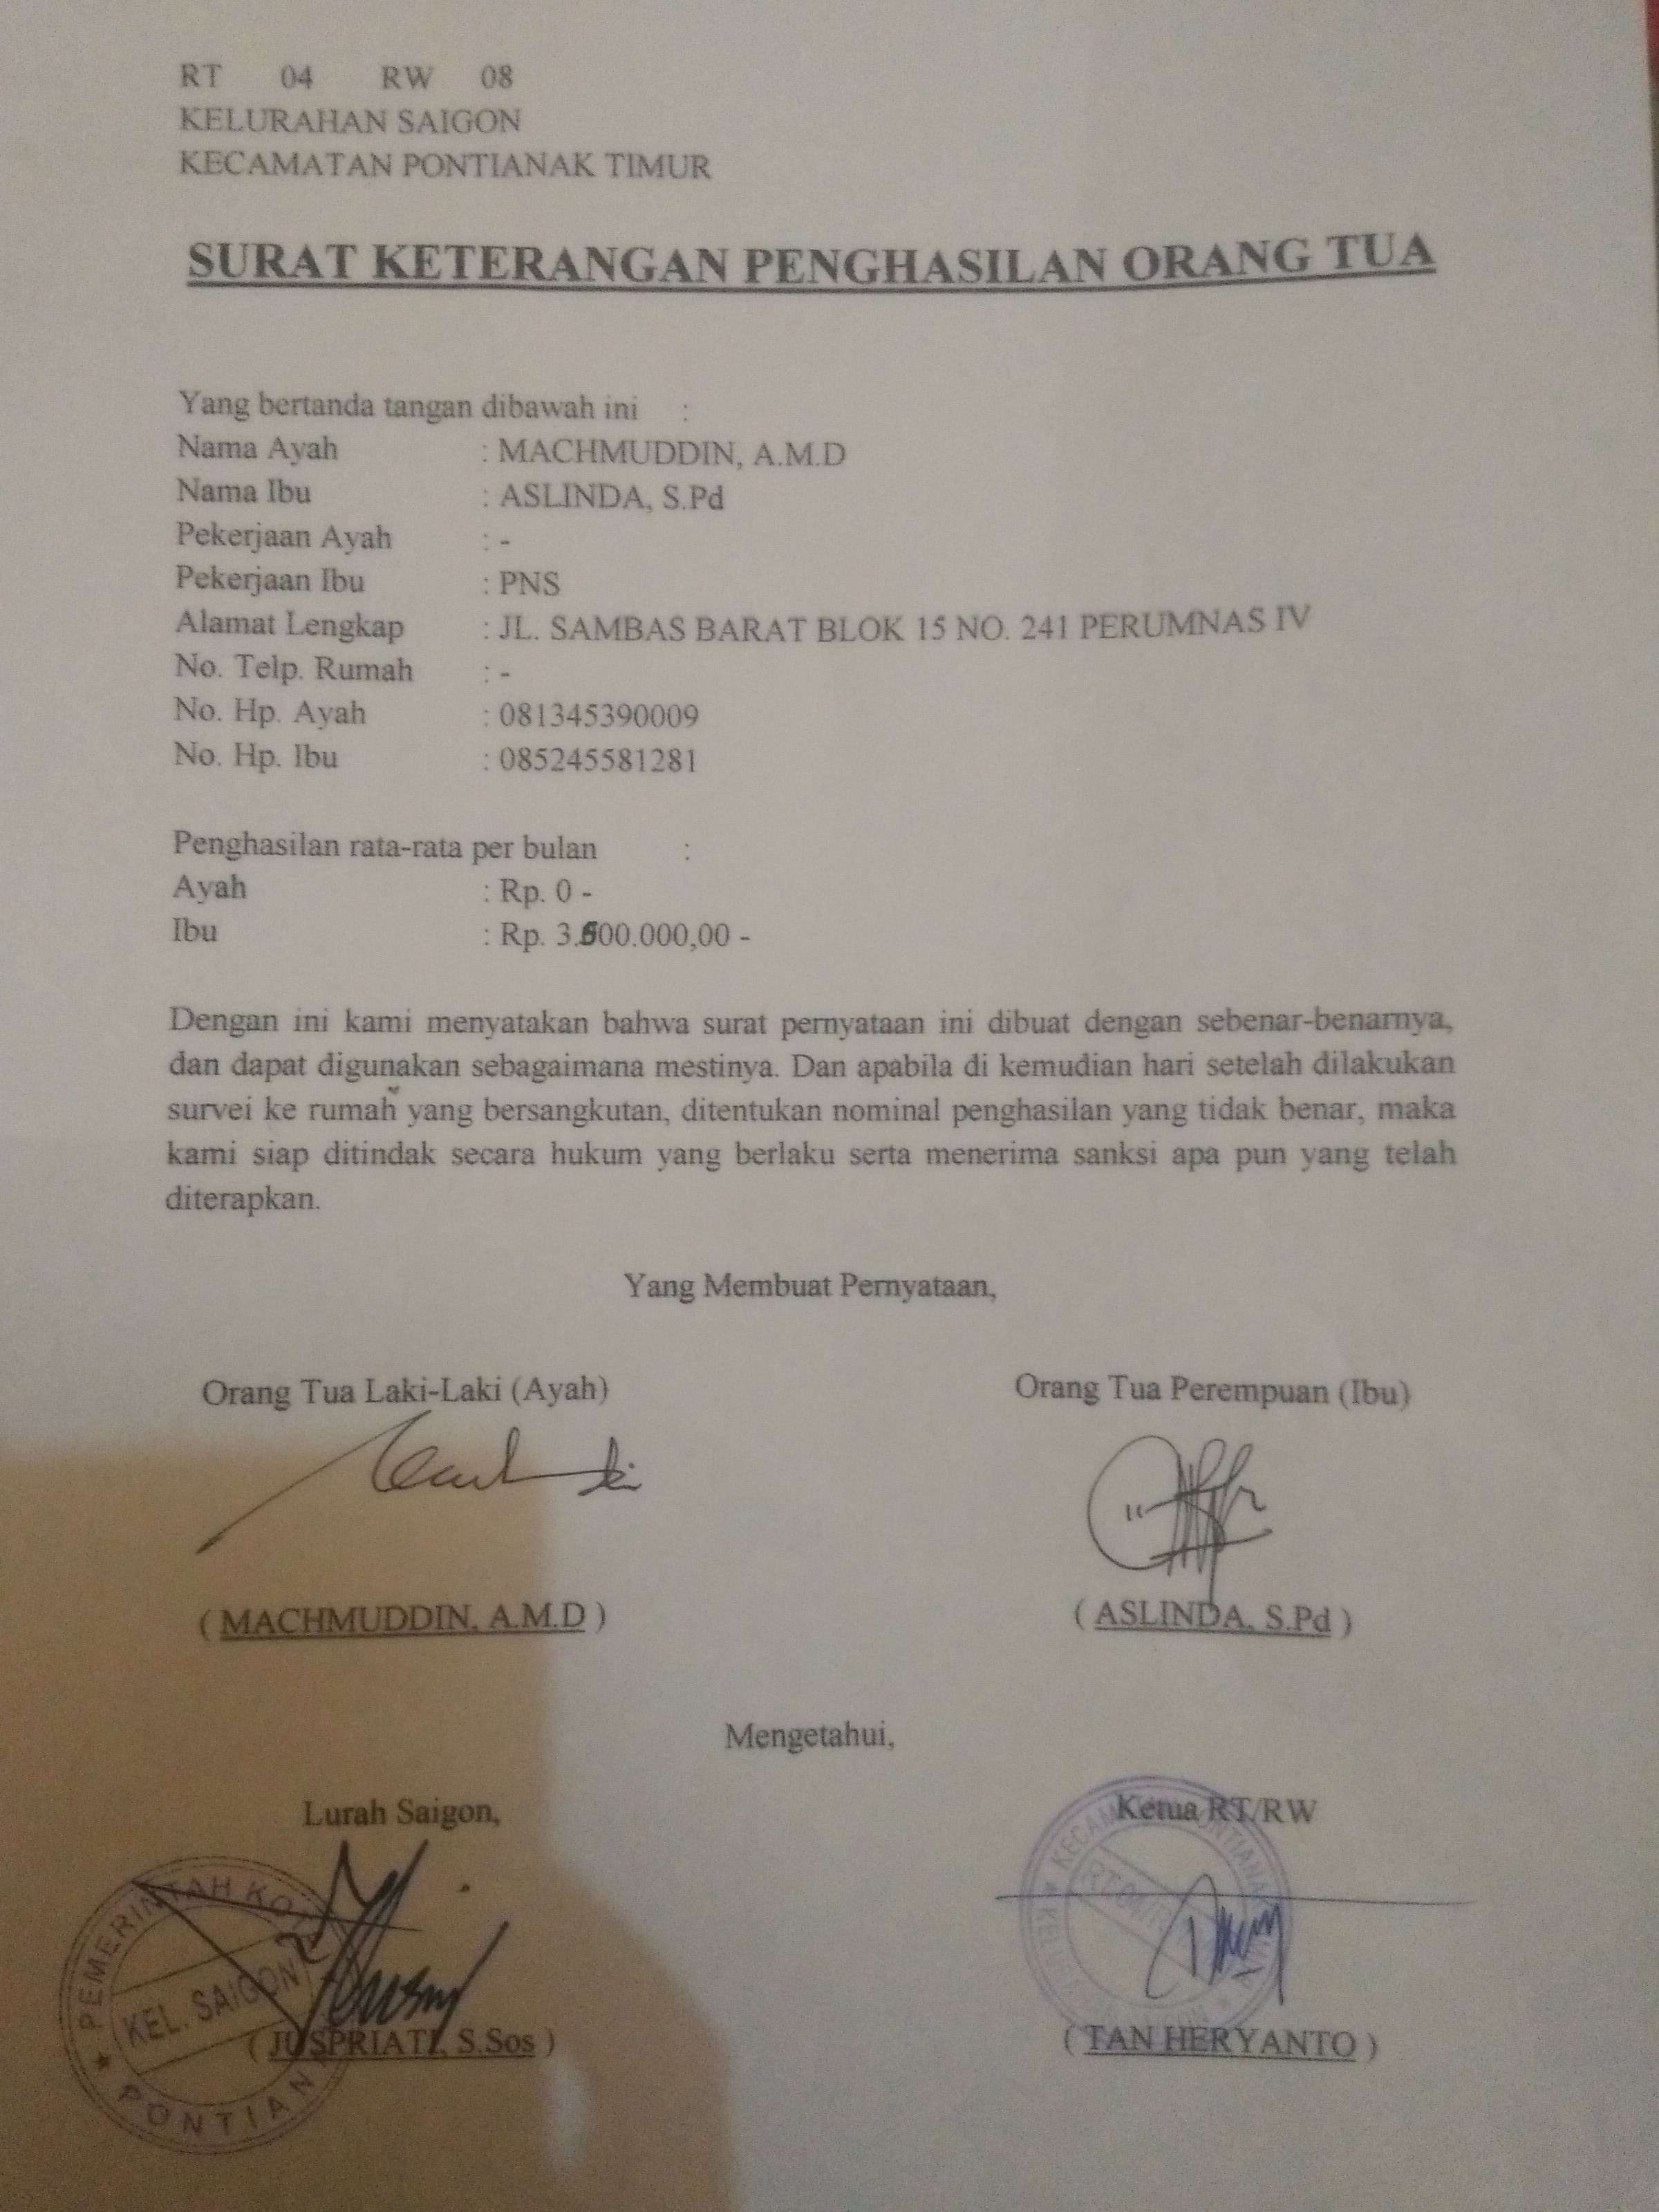 RT 04 RW 08
KELURAHAN SAIGON
KECAMATAN PONTIANAK TIMUR
SURAT KETERANGAN PENGHASILAN ORANG TUA
Yang bertanda tangan dibawah ini :
Nama Ayah : MACHMUDDIN, A.M.D
Nama Ibu : ASLINDA, S.Pd
Pekerjaan Ayah : -
Pekerjaan Ibu : PNS
Alamat Lengkap : JL. SAMBAS BARAT BLOK 15 NO. 241 PERUMNAS IV
No. Telp. Rumah : -
No. Hp. Ayah : 081345390009
No. Hp. Ibu : 085245581281
Penghasilan rata-rata per bulan :
Ayah : Rp. 0 -
Ibu : Rp. 3.500.000,00 -
Dengan ini kami menyatakan bahwa surat pernyataan ini dibuat dengan sebenar-benarnya,
dan dapat digunakan sebagaimana mestinya. Dan apabila di kemudian hari setelah dilakukan
survei ke rumah yang bersangkutan, ditentukan nominal penghasilan yang tidak benar, maka
kami siap ditindak secara hukum yang berlaku serta menerima sanksi apa pun yang telah
diterapkan.
Yang Membuat Pernyataan,
Orang Tua Laki-Laki (Ayah) Orang Tua Perempuan (Ibu)
( MACHMUDDIN, A.M.D ) ( ASLINDA, S.Pd )
Mengetahui,
Lurah Saigon, Ketua RT/RW
PEMERINTAH
KEL. SAIGON
( JUSPRIATI, S.Sos ) ( TAN HERYANTO )